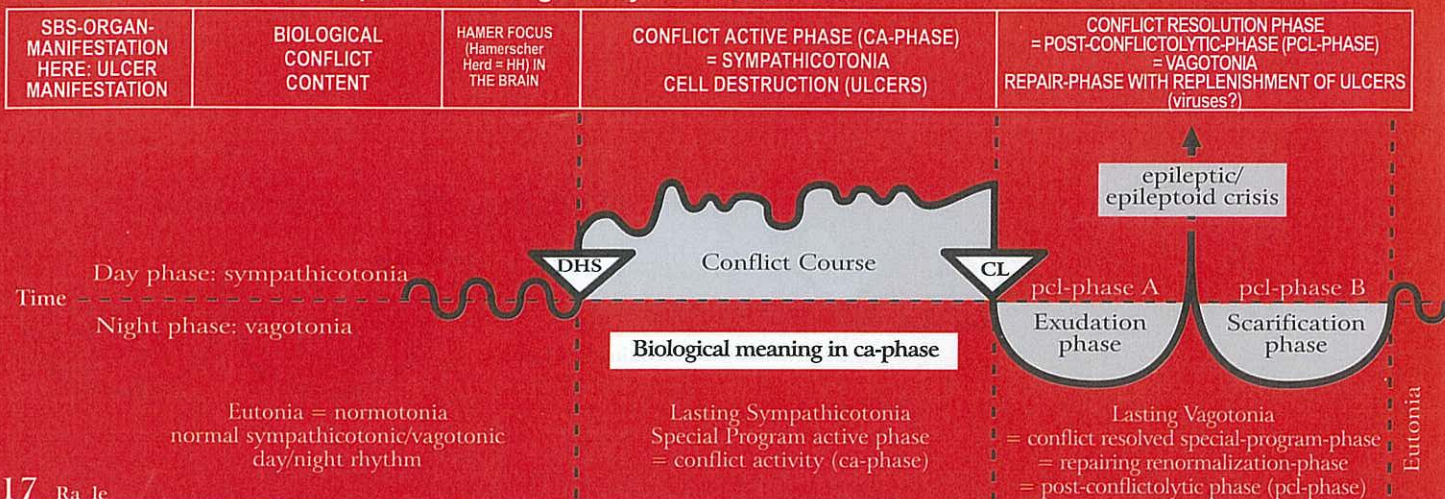 SBS-ORGAN-
MANIFESTATION
HERE: ULCER
MANIFESTATION
BIOLOGICAL
CONFLICT
CONTENT
HAMER FOCUS
(Hamerscher
Herd = HH) IN
THE BRAIN
CONFLICT ACTIVE PHASE (CA-PHASE)
= SYMPATHICOTONIA
CELL DESTRUCTION (ULCERS)
CONFLICT RESOLUTION PHASE
= POST-CONFLICTOLYTIC-PHASE (PCL-PHASE)
= VAGOTONIA
REPAIR-PHASE WITH REPLENISHMENT OF ULCERS
(viruses?)
epileptic/
epileptoid crisis
DHS
Conflict Course
CL
Day phase: sympathicotonia
Time
Night phase: vagotonia
pcl-phase A
pcl-phase B
Exudation
phase
Scarification
phase
Biological meaning in ca-phase
Eutonia = normotonia
normal sympathicotonic/vagotonic
day/night rhythm
Lasting Sympathicotonia
Special Program active phase
= conflict activity (ca-phase)
Lasting Vagotonia
= conflict resolved special-program-phase
= repairing renormalization-phase
= post-conflictolytic phase (pcl-phase)
Eutonia
17 Ra le